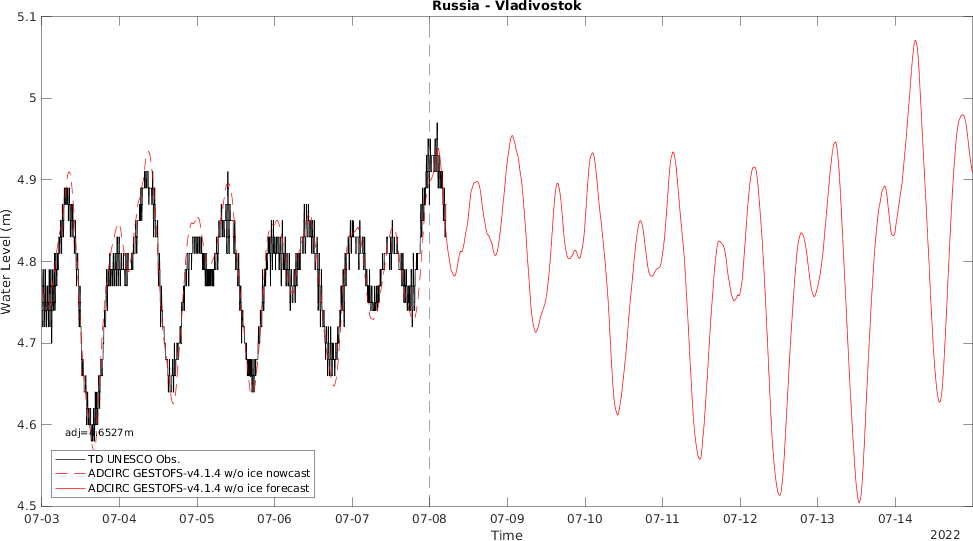 Russia - Vladivostok
5.1
5
4.9
4.8
4.7
4.6
4.5
Water Level (m)
adj=4.6527m
TD UNESCO Obs.
ADCIRC GESTOFS-v4.1.4 w/o ice nowcast
ADCIRC GESTOFS-v4.1.4 w/o ice forecast
07-03 07-04 07-05 07-06 07-07 07-08 07-09 07-10 07-11 07-12 07-13 07-14
Time
2022